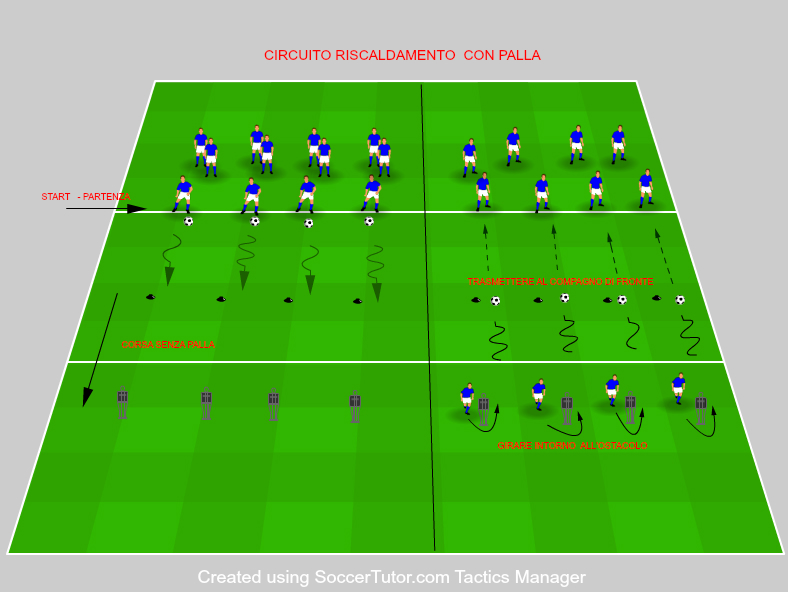 CIRCUITO RISCALDAMENTO CON PALLA
START - PARTENZA
TRASMETTERE AL COMPAGNO DI FRONTE
CORSA SENZA PALLA
GIRARE INTORNO ALL'OSTACOLO
Created using SoccerTutor.com Tactics Manager